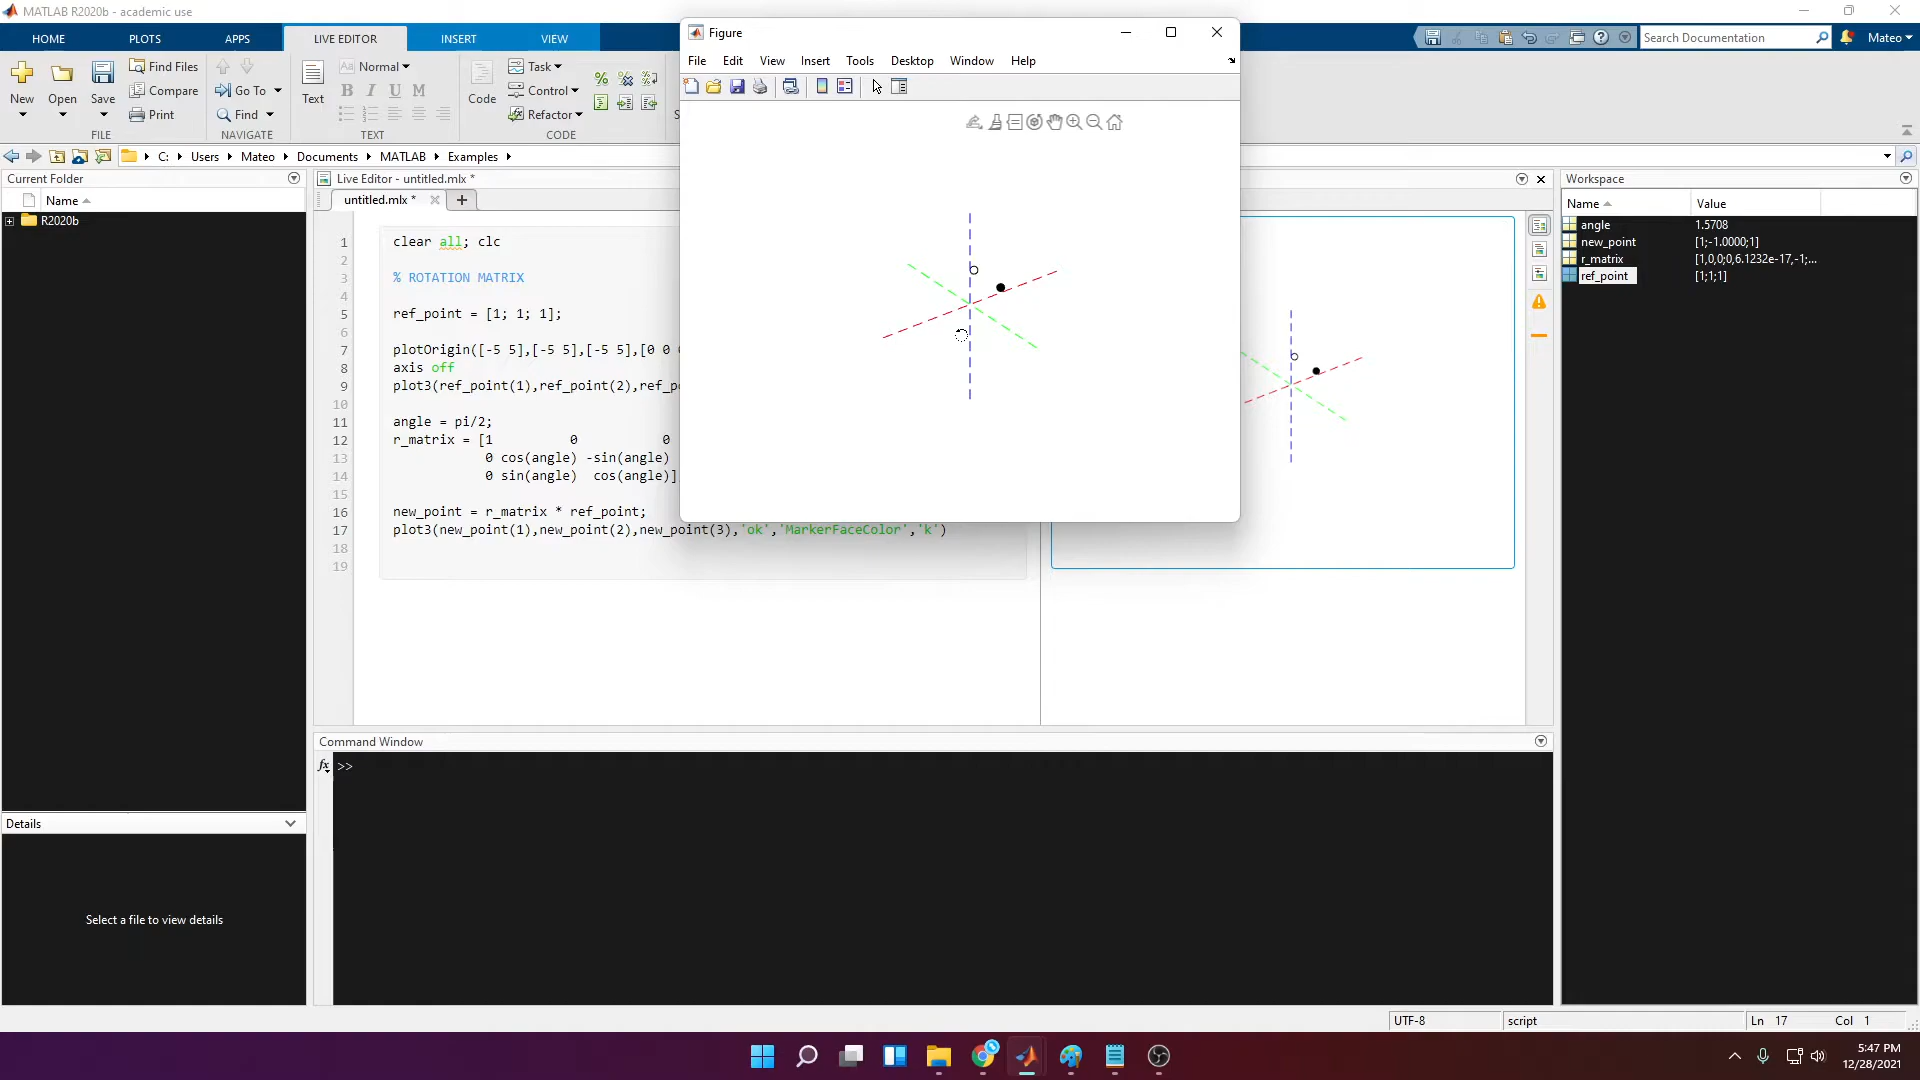 MATLAB R2020b - academic use
HOME
PLOTS
APPS
LIVE EDITOR
INSERT
VIEW
Search Documentation
Mateo
New
Open
Save
Find Files
Compare
Print
FILE
Go To
Find
NAVIGATE
Text
Normal
B I U M
TEXT
Code
Task
Control
Refactor
CODE
C:
Users
Mateo
Documents
MATLAB
Examples
Current Folder
Name
R2020b
Details
Select a file to view details
Live Editor - untitled.mlx *
untitled.mlx *
1 clear all; clc
2
3 % ROTATION MATRIX
4
5 ref_point = [1; 1; 1];
6
7 plotOrigin([-5 5],[-5 5],[-5 5],[0 0
8 axis off
9 plot3(ref_point(1),ref_point(2),ref_po
10
11 angle = pi/2;
12 r_matrix = [1 0 0
13 0 cos(angle) -sin(angle)
14 0 sin(angle) cos(angle)]
15
16 new_point = r_matrix * ref_point;
17 plot3(new_point(1),new_point(2),new_point(3),'ok','MarkerFaceColor','k')
18
19
Figure
File Edit View Insert Tools Desktop Window Help
Workspace
Name Value
angle 1.5708
new_point [1;-1.0000;1]
r_matrix [1,0,0;0,6.1232e-17,-1;...
ref_point [1;1;1]
Command Window
fx >>
UTF-8
script
Ln 17
Col 1
5:47 PM
12/28/2021